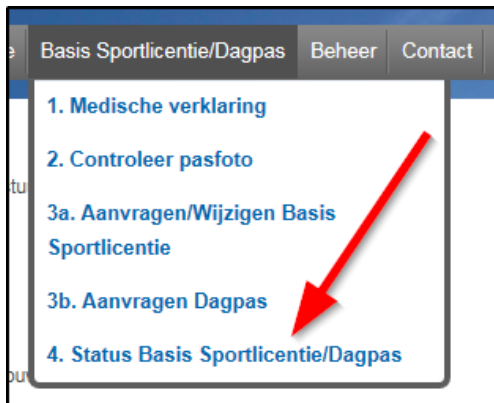 Basis Sportlicentie/Dagpas Beheer Contact
1. Medische verklaring
2. Controleer pasfoto
3a. Aanvragen/Wijzigen Basis
Sportlicentie
3b. Aanvragen Dagpas
4. Status Basis Sportlicentie/Dagpas